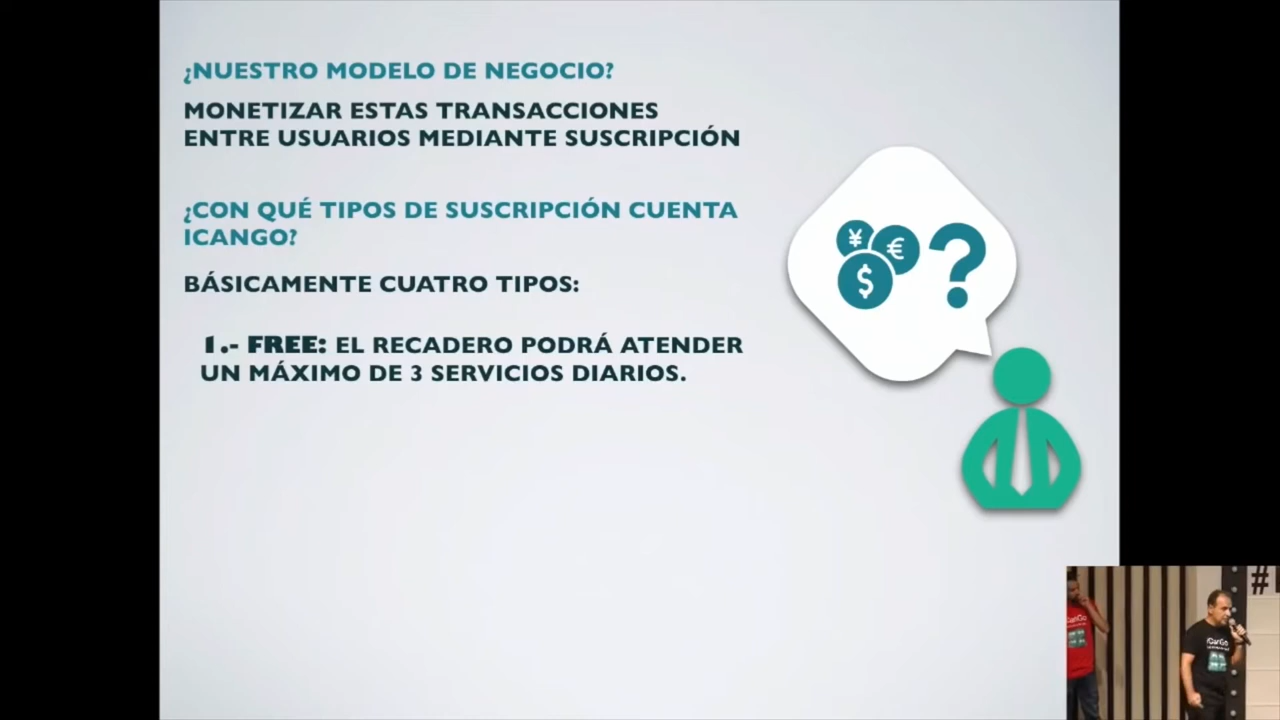 ¿NUESTRO MODELO DE NEGOCIO?
MONETIZAR ESTAS TRANSACCIONES
ENTRE USUARIOS MEDIANTE SUSCRIPCIÓN
¿CON QUÉ TIPOS DE SUSCRIPCIÓN CUENTA
ICANGO?
BÁSICAMENTE CUATRO TIPOS:
1.- FREE: EL RECADERO PODRÁ ATENDER
UN MÁXIMO DE 3 SERVICIOS DIARIOS.
¥ € $ ?
#